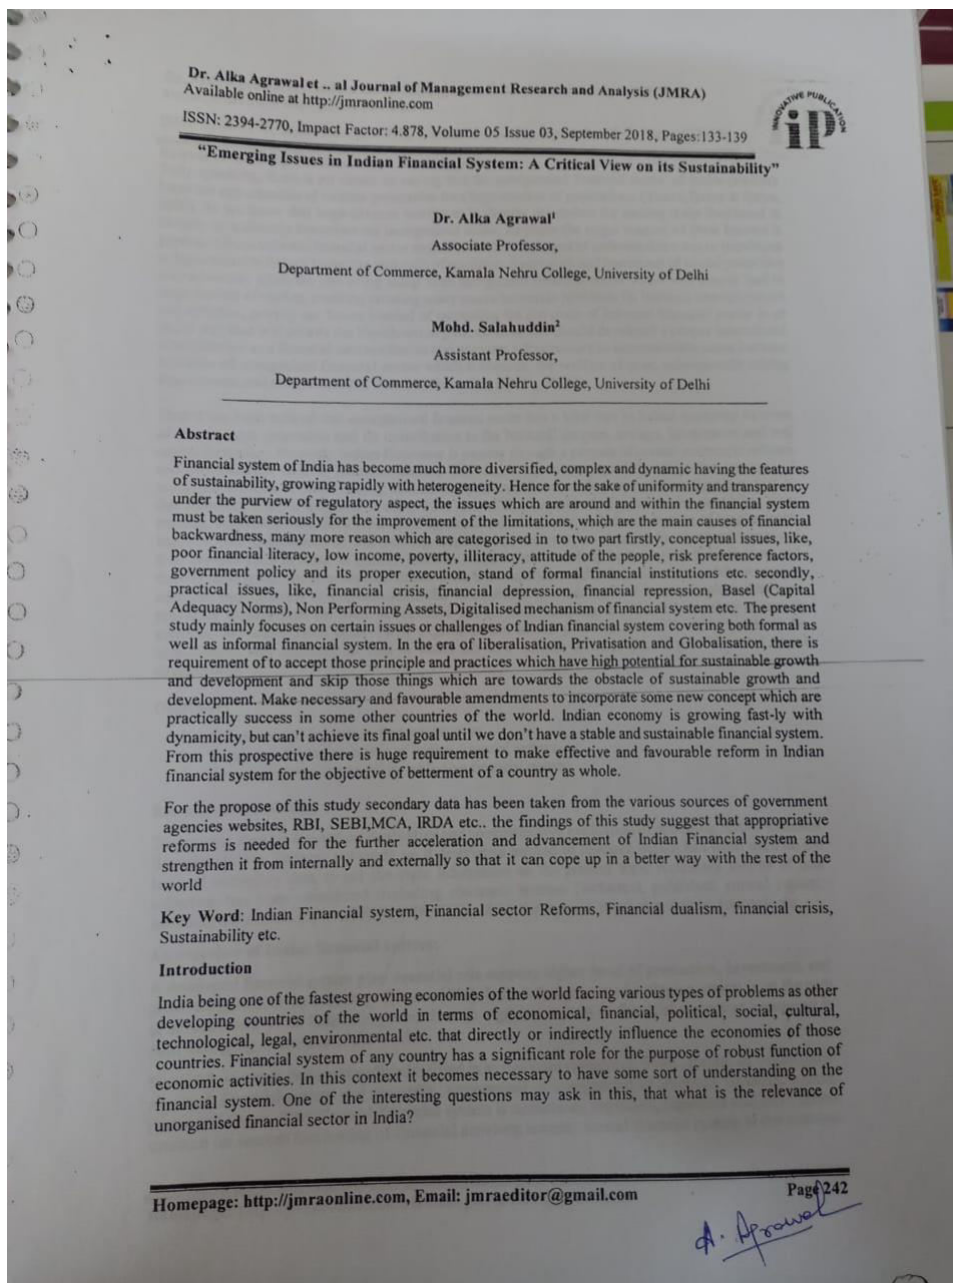 Dr. Alka Agrawal et .. al Journal of Management Research and Analysis (JMRA)
Available online at http://jmraonline.com
ISSN: 2394-2770, Impact Factor: 4.878, Volume 05 Issue 03, September 2018, Pages:133-139
INNOVATIVE PUBLICATION
iP
“Emerging Issues in Indian Financial System: A Critical View on its Sustainability”
Dr. Alka Agrawal¹
Associate Professor,
Department of Commerce, Kamala Nehru College, University of Delhi
Mohd. Salahuddin²
Assistant Professor,
Department of Commerce, Kamala Nehru College, University of Delhi
Abstract
Financial system of India has become much more diversified, complex and dynamic having the features
of sustainability, growing rapidly with heterogeneity. Hence for the sake of uniformity and transparency
under the purview of regulatory aspect, the issues which are around and within the financial system
must be taken seriously for the improvement of the limitations, which are the main causes of financial
backwardness, many more reason which are categorised in to two part firstly, conceptual issues, like,
poor financial literacy, low income, poverty, illiteracy, attitude of the people, risk preference factors,
government policy and its proper execution, stand of formal financial institutions etc. secondly,
practical issues, like, financial crisis, financial depression, financial repression, Basel (Capital
Adequacy Norms), Non Performing Assets, Digitalised mechanism of financial system etc. The present
study mainly focuses on certain issues or challenges of Indian financial system covering both formal as
well as informal financial system. In the era of liberalisation, Privatisation and Globalisation, there is
requirement of to accept those principle and practices which have high potential for sustainable growth
and development and skip those things which are towards the obstacle of sustainable growth and
development. Make necessary and favourable amendments to incorporate some new concept which are
practically success in some other countries of the world. Indian economy is growing fast-ly with
dynamicity, but can’t achieve its final goal until we don’t have a stable and sustainable financial system.
From this prospective there is huge requirement to make effective and favourable reform in Indian
financial system for the objective of betterment of a country as whole.
For the propose of this study secondary data has been taken from the various sources of government
agencies websites, RBI, SEBI,MCA, IRDA etc.. the findings of this study suggest that appropriative
reforms is needed for the further acceleration and advancement of Indian Financial system and
strengthen it from internally and externally so that it can cope up in a better way with the rest of the
world
Key Word: Indian Financial system, Financial sector Reforms, Financial dualism, financial crisis,
Sustainability etc.
Introduction
India being one of the fastest growing economies of the world facing various types of problems as other
developing countries of the world in terms of economical, financial, political, social, cultural,
technological, legal, environmental etc. that directly or indirectly influence the economies of those
countries. Financial system of any country has a significant role for the purpose of robust function of
economic activities. In this context it becomes necessary to have some sort of understanding on the
financial system. One of the interesting questions may ask in this, that what is the relevance of
unorganised financial sector in India?
Homepage: http://jmraonline.com, Email: jmraeditor@gmail.com
Page 242
A. Agrawal